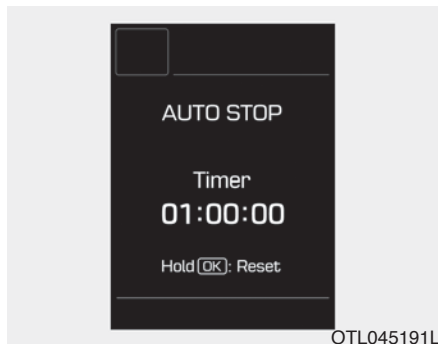 AUTO STOP
Timer
01:00:00
Hold OK: Reset
OTL045191L